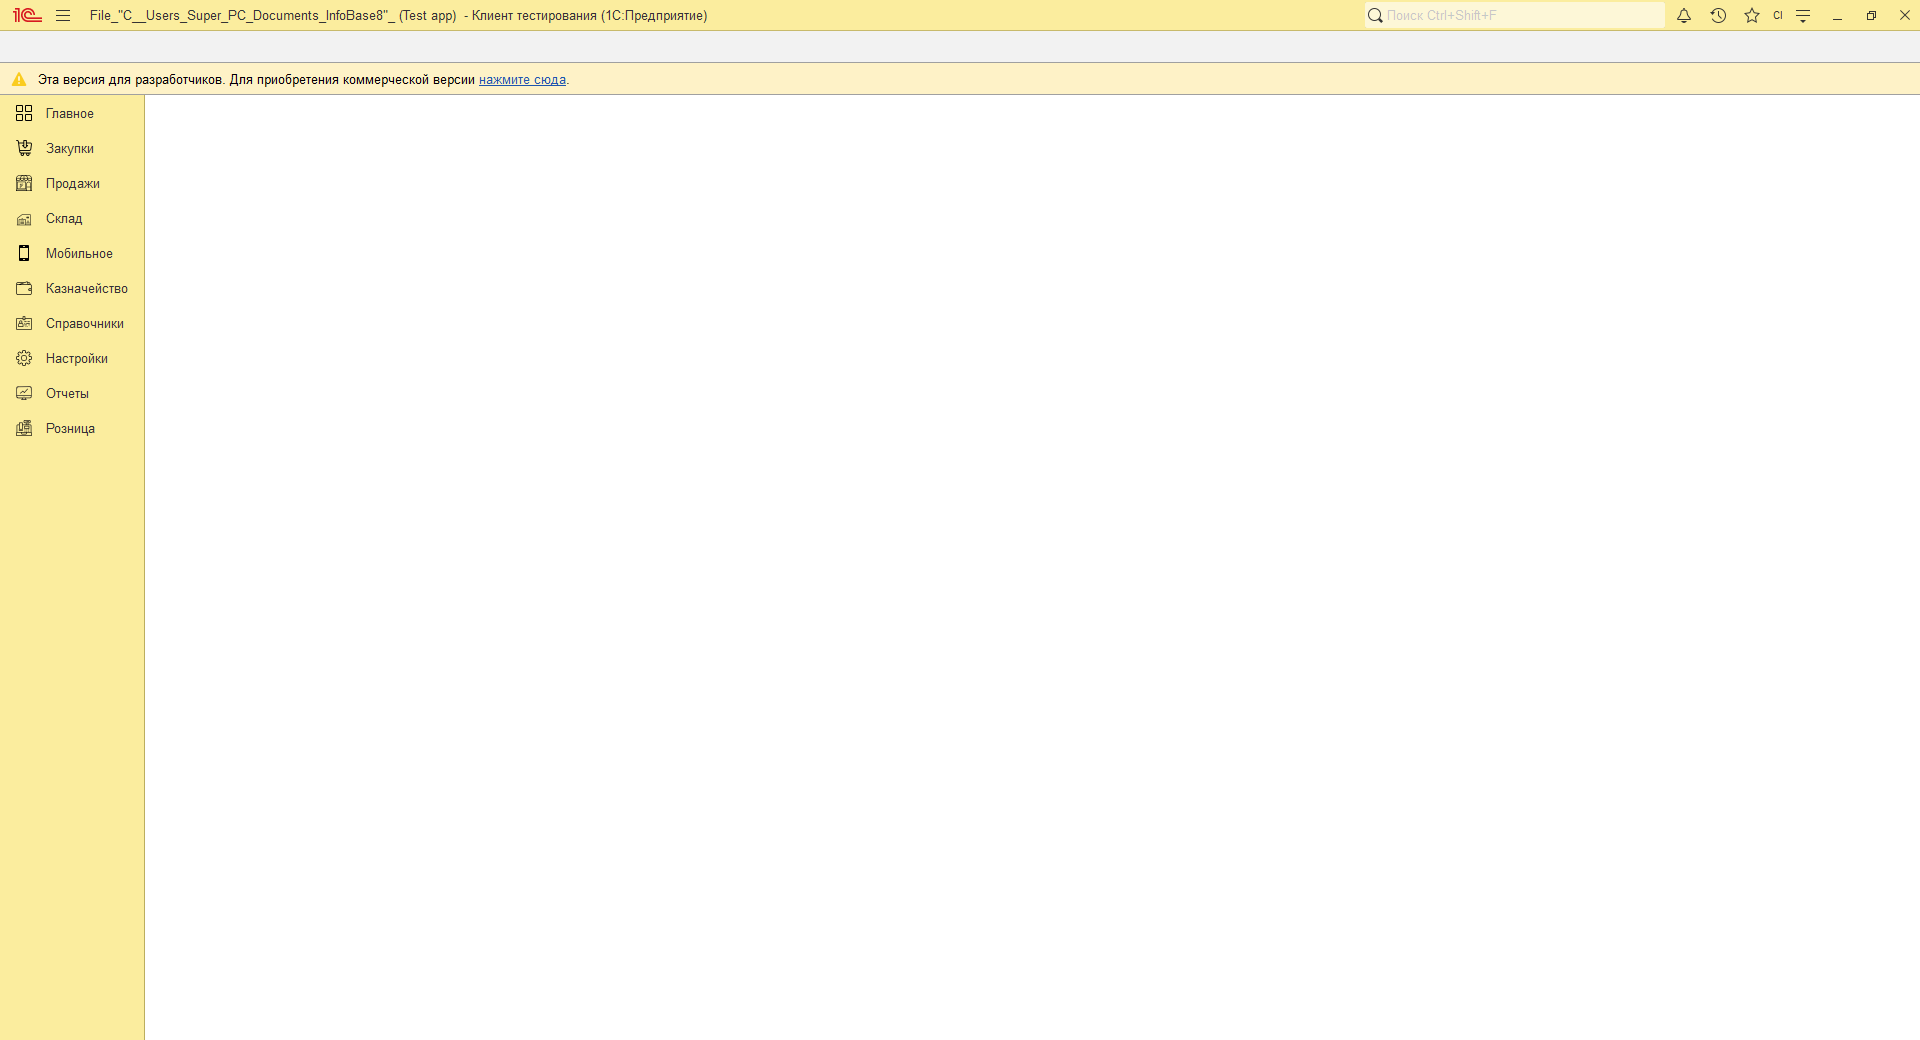 1С File_"C__Users_Super_PC_Documents_InfoBase8"_ (Test app) - Клиент тестирования (1С:Предприятие) Поиск Ctrl+Shift+F CI
Эта версия для разработчиков. Для приобретения коммерческой версии нажмите сюда.
Главное
Закупки
Продажи
Склад
Мобильное
Казначейство
Справочники
Настройки
Отчеты
Розница